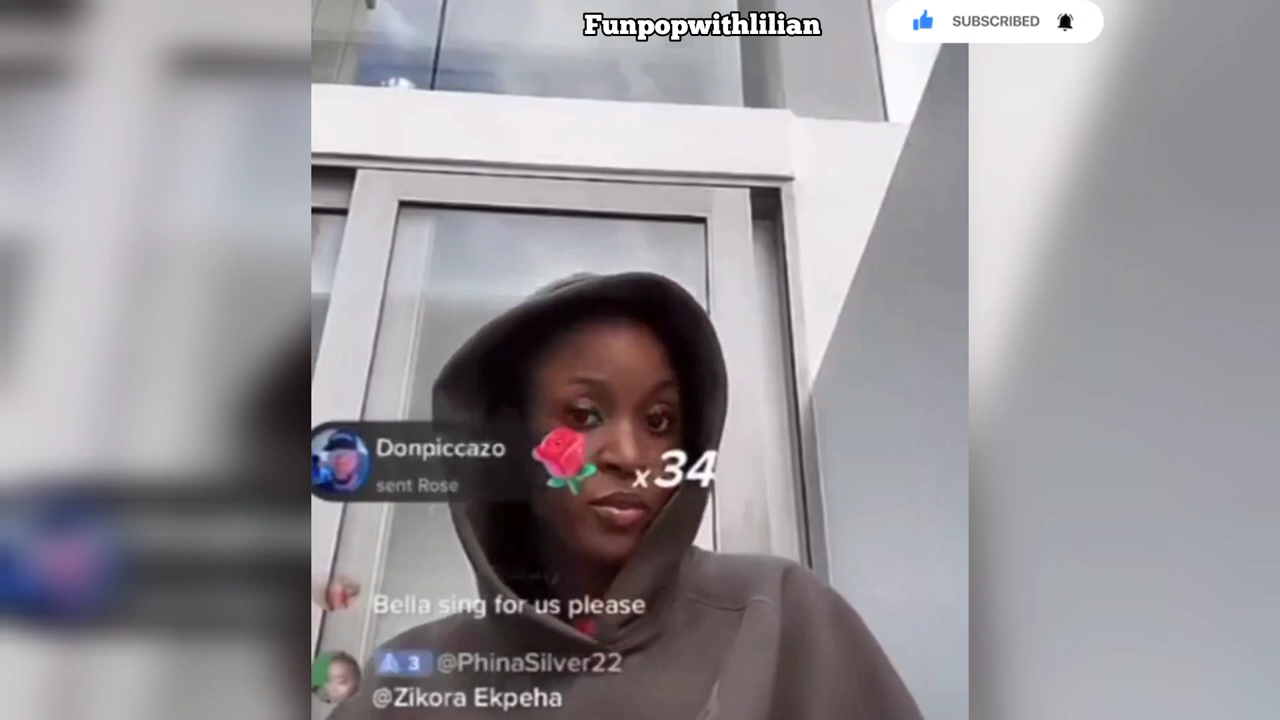 Funpopwithlilian
SUBSCRIBED
Donpiccazo
sent Rose
x34
Bella sing for us please
3 @PhinaSilver22
@Zikora Ekpeha